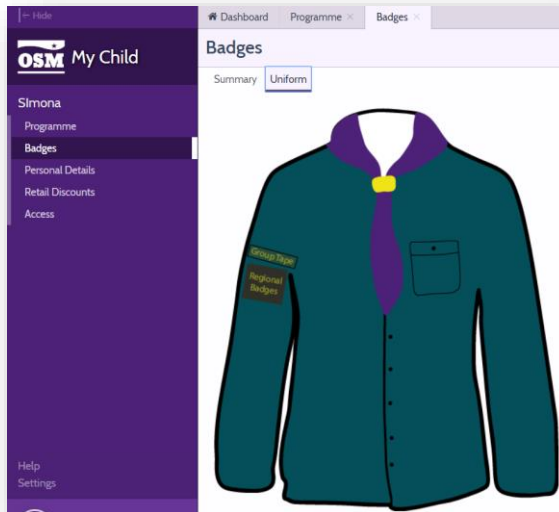 ← Hide
OSM My Child
SImona
Programme
Badges
Personal Details
Retail Discounts
Access
Help
Settings
Dashboard Programme × Badges ×
Badges
Summary Uniform
Group Tape
Regional
Badges